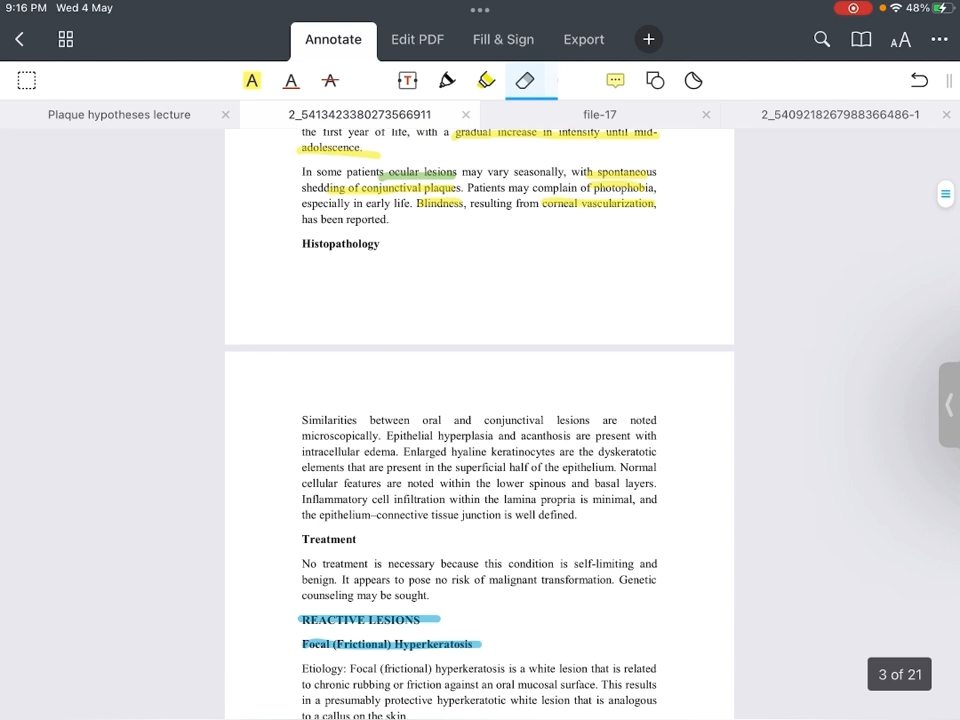 9:16 PM Wed 4 May
48%
Annotate
Edit PDF
Fill & Sign
Export
Plaque hypotheses lecture
2_5413423380273566911
file-17
2_5409218267988366486-1
the first year of life, with a gradual increase in intensity until mid-
adolescence.
In some patients ocular lesions may vary seasonally, with spontaneous
shedding of conjunctival plaques. Patients may complain of photophobia,
especially in early life. Blindness, resulting from corneal vascularization,
has been reported.
Histopathology
Similarities between oral and conjunctival lesions are noted
microscopically. Epithelial hyperplasia and acanthosis are present with
intracellular edema. Enlarged hyaline keratinocytes are the dyskeratotic
elements that are present in the superficial half of the epithelium. Normal
cellular features are noted within the lower spinous and basal layers.
Inflammatory cell infiltration within the lamina propria is minimal, and
the epithelium–connective tissue junction is well defined.
Treatment
No treatment is necessary because this condition is self-limiting and
benign. It appears to pose no risk of malignant transformation. Genetic
counseling may be sought.
REACTIVE LESIONS
Focal (Frictional) Hyperkeratosis
Etiology: Focal (frictional) hyperkeratosis is a white lesion that is related
to chronic rubbing or friction against an oral mucosal surface. This results
in a presumably protective hyperkeratotic white lesion that is analogous
to a callus on the skin.
3 of 21